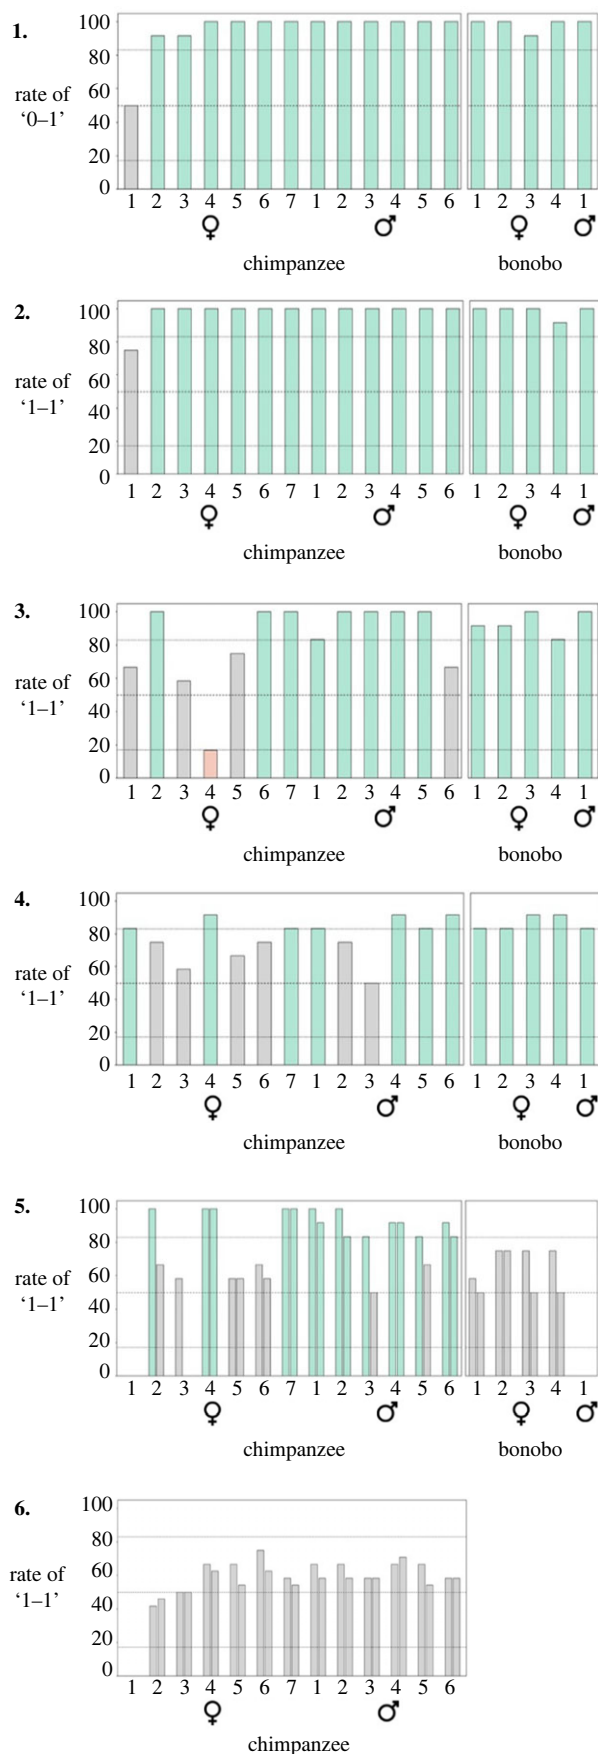 1.
100
80
60
40
20
0
rate of
‘0–1’
1 2 3 4 5 6 7 1 2 3 4 5 6 1 2 3 4 1
♀ ♂ ♀ ♂
chimpanzee bonobo
2.
100
80
60
40
20
0
rate of
‘1–1’
1 2 3 4 5 6 7 1 2 3 4 5 6 1 2 3 4 1
♀ ♂ ♀ ♂
chimpanzee bonobo
3.
100
80
60
40
20
0
rate of
‘1–1’
1 2 3 4 5 6 7 1 2 3 4 5 6 1 2 3 4 1
♀ ♂ ♀ ♂
chimpanzee bonobo
4.
100
80
60
40
20
0
rate of
‘1–1’
1 2 3 4 5 6 7 1 2 3 4 5 6 1 2 3 4 1
♀ ♂ ♀ ♂
chimpanzee bonobo
5.
100
80
60
40
20
0
rate of
‘1–1’
1 2 3 4 5 6 7 1 2 3 4 5 6 1 2 3 4 1
♀ ♂ ♀ ♂
chimpanzee bonobo
6.
100
80
60
40
20
0
rate of
‘1–1’
1 2 3 4 5 6 7 1 2 3 4 5 6
♀ ♂
chimpanzee